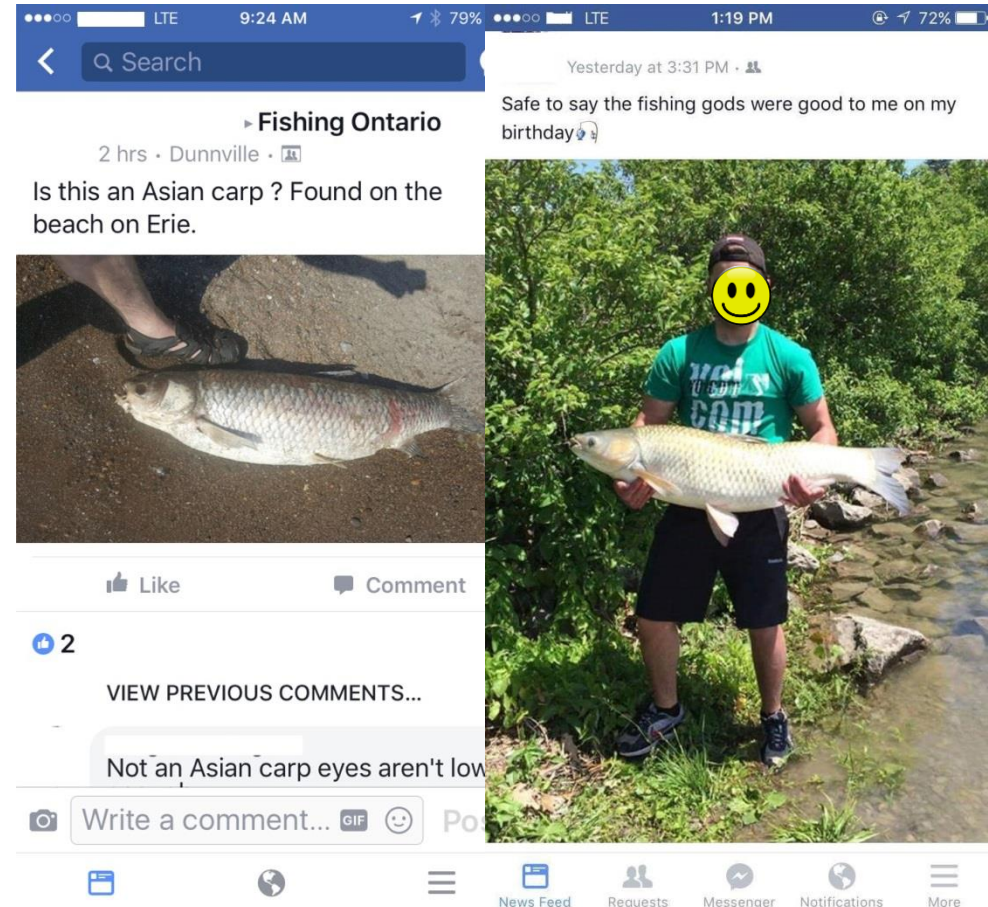 LTE 9:24 AM 79%
Search
▸ Fishing Ontario
2 hrs · Dunnville ·
Is this an Asian carp ? Found on the
beach on Erie.
Like Comment
2
VIEW PREVIOUS COMMENTS...
Not an Asian carp eyes aren't low
Write a comment... GIF
LTE 1:19 PM 72%
Yesterday at 3:31 PM ·
Safe to say the fishing gods were good to me on my
birthday
com
News Feed Requests Messenger Notifications More